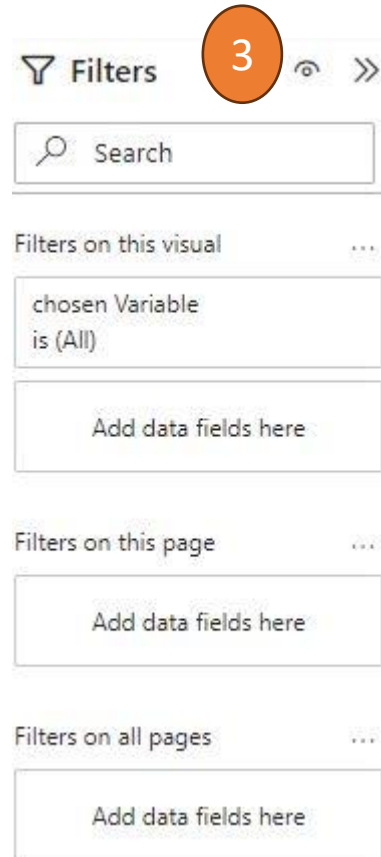 Filters
3
Search
Filters on this visual
...
chosen Variable
is (All)
Add data fields here
Filters on this page
...
Add data fields here
Filters on all pages
...
Add data fields here